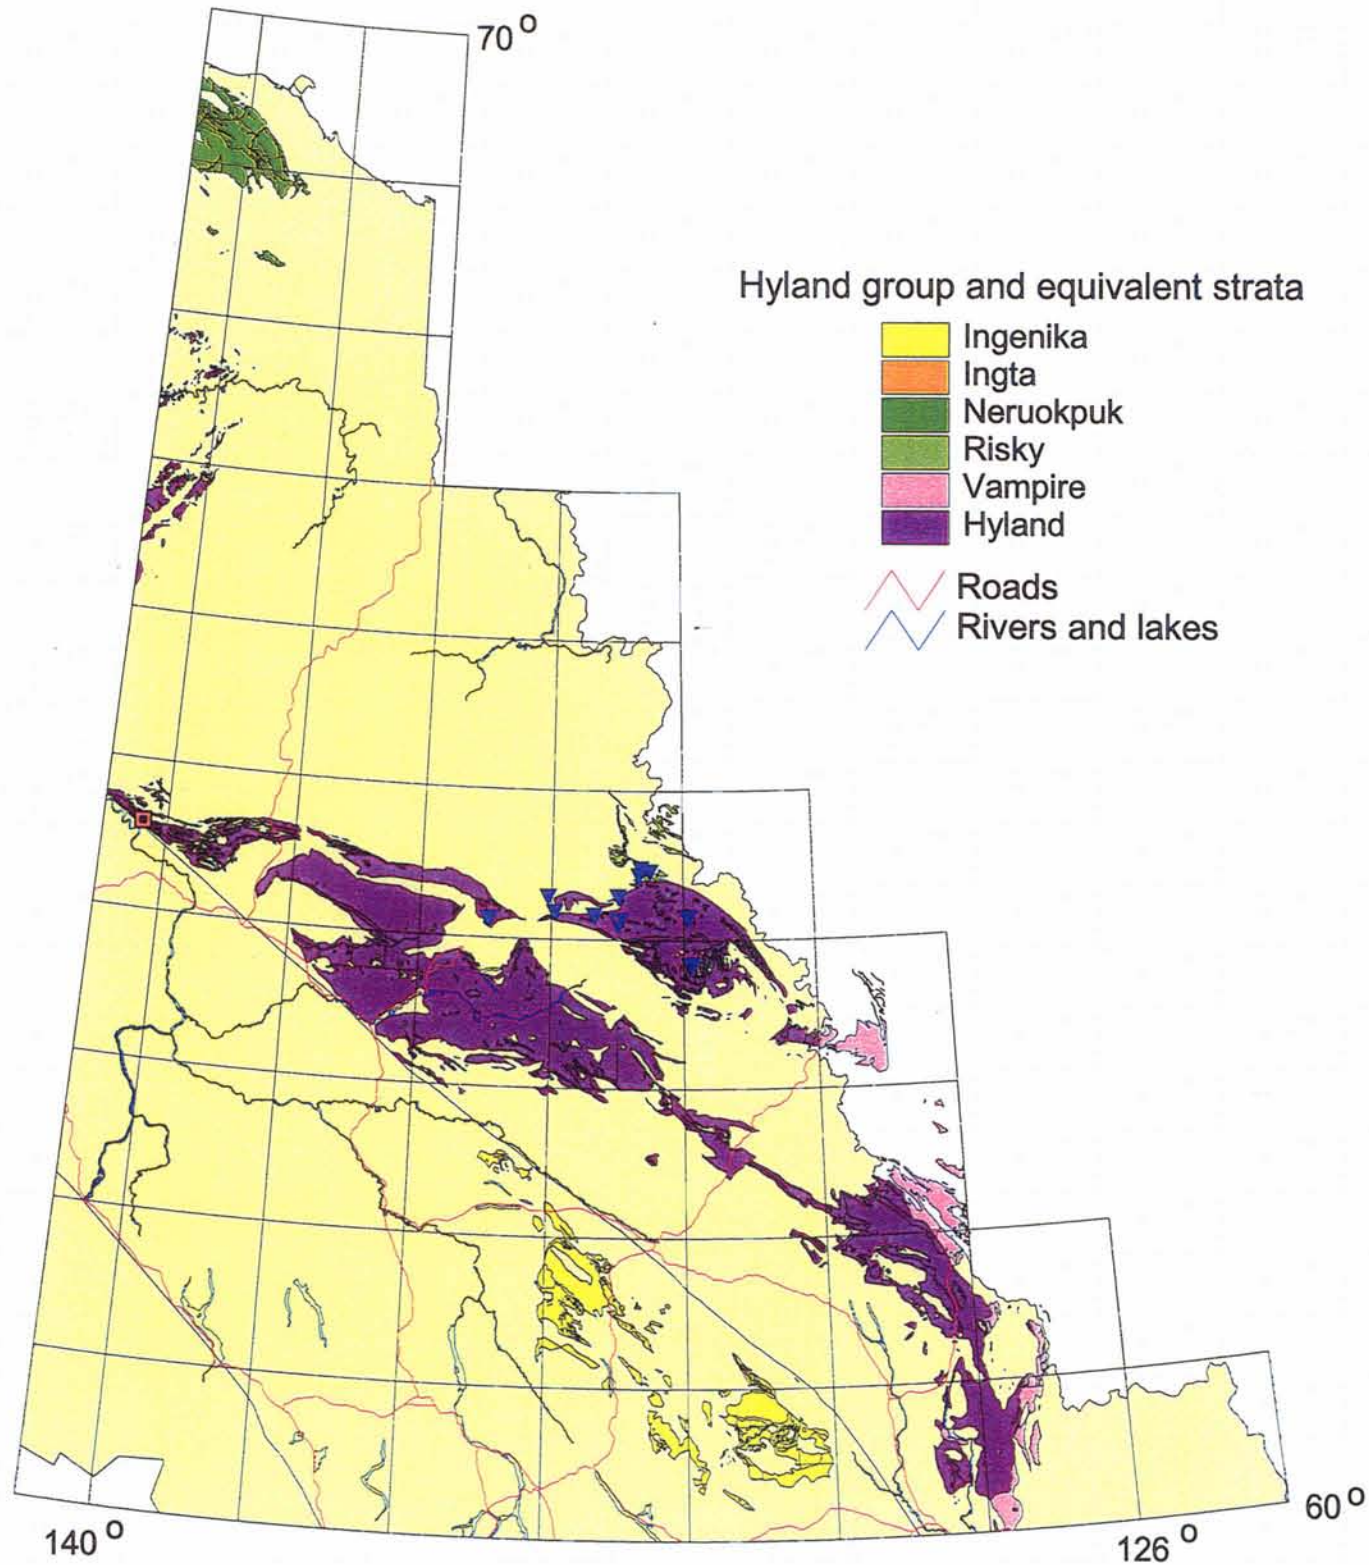 70°
Hyland group and equivalent strata
Ingenika
Ingta
Neruokpuk
Risky
Vampire
Hyland
Roads
Rivers and lakes
60°
140°
126°